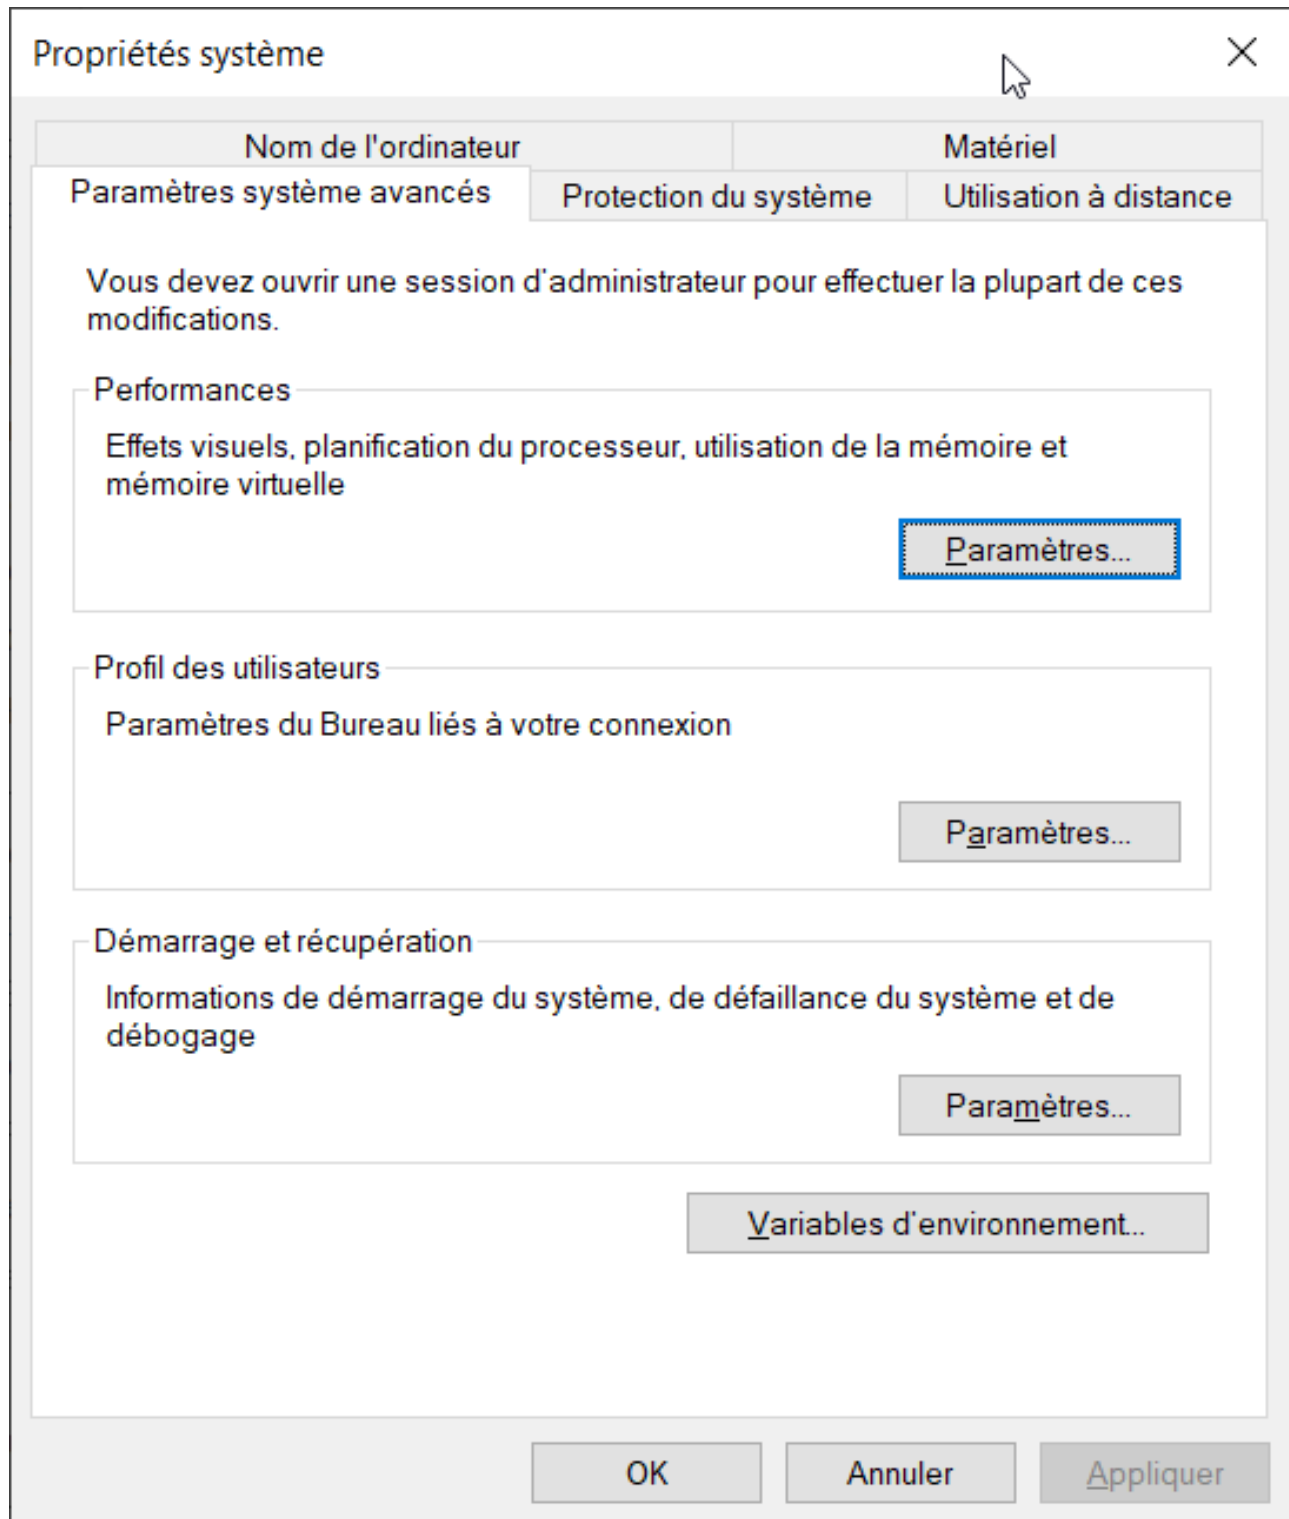 Propriétés système
Nom de l'ordinateur
Matériel
Paramètres système avancés
Protection du système
Utilisation à distance
Vous devez ouvrir une session d'administrateur pour effectuer la plupart de ces
modifications.
Performances
Effets visuels, planification du processeur, utilisation de la mémoire et
mémoire virtuelle
Paramètres...
Profil des utilisateurs
Paramètres du Bureau liés à votre connexion
Paramètres...
Démarrage et récupération
Informations de démarrage du système, de défaillance du système et de
débogage
Paramètres...
Variables d'environnement...
OK
Annuler
Appliquer